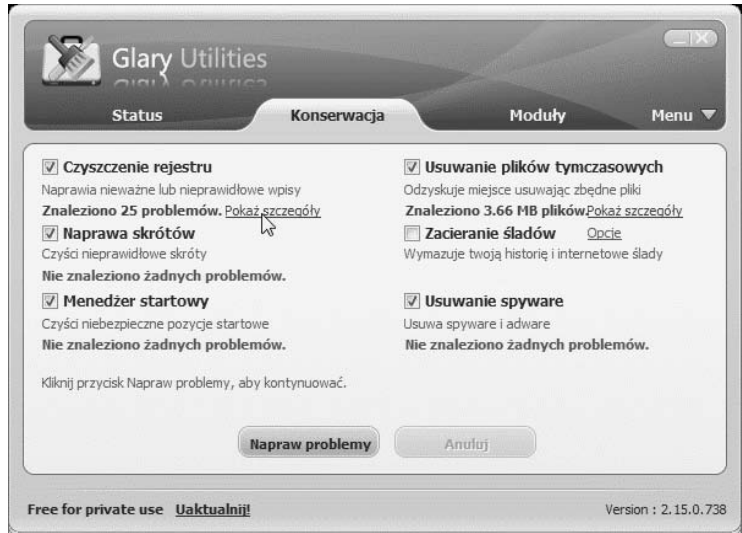 Glary Utilities
Status
Konserwacja
Moduły
Menu
Czyszczenie rejestru
Naprawia nieważne lub nieprawidłowe wpisy
Znaleziono 25 problemów. Pokaż szczegóły
Naprawa skrótów
Czyści nieprawidłowe skróty
Nie znaleziono żadnych problemów.
Menedżer startowy
Czyści niebezpieczne pozycje startowe
Nie znaleziono żadnych problemów.
Usuwanie plików tymczasowych
Odzyskuje miejsce usuwając zbędne pliki
Znaleziono 3.66 MB plików.Pokaż szczegóły
Zacieranie śladów Opcje
Wymazuje twoją historię i internetowe ślady
Usuwanie spyware
Usuwa spyware i adware
Nie znaleziono żadnych problemów.
Kliknij przycisk Napraw problemy, aby kontynuować.
Napraw problemy
Anuluj
Free for private use Uaktualnij!
Version : 2.15.0.738